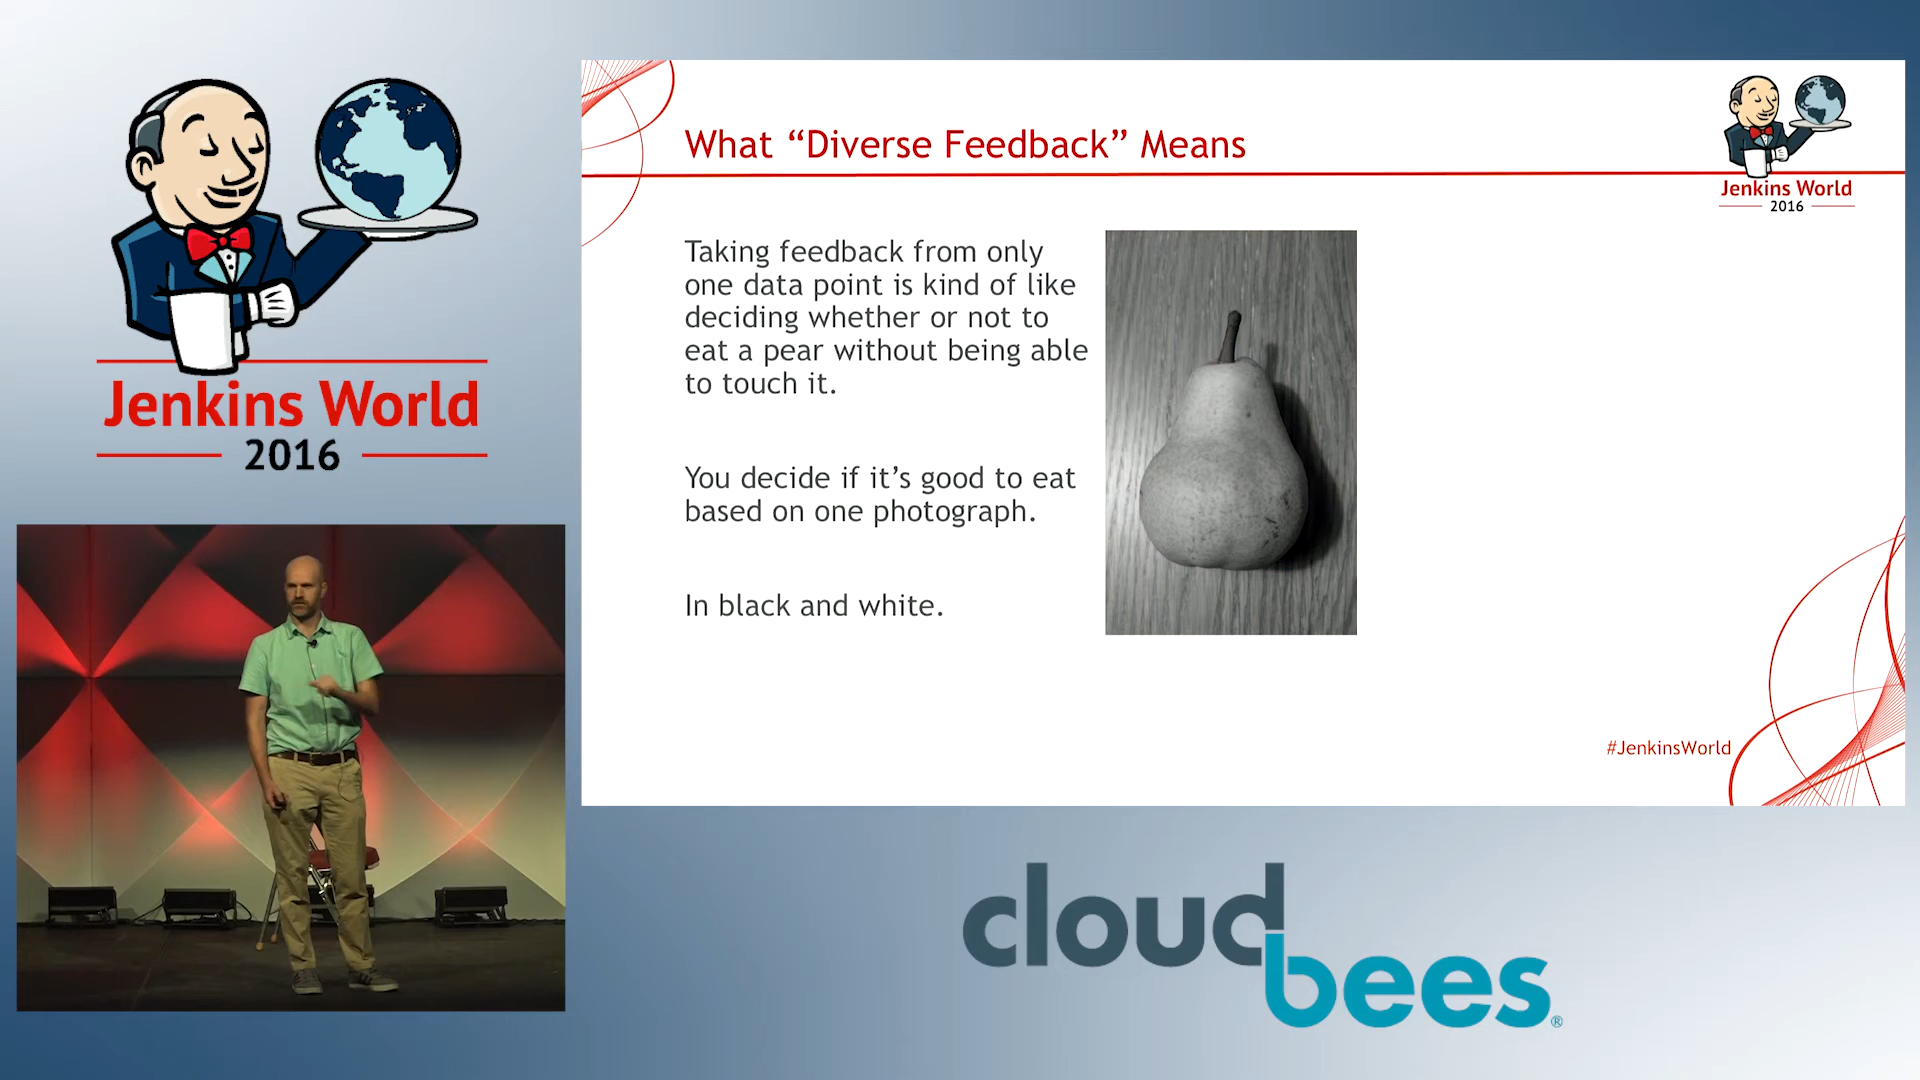 Jenkins World
2016
What “Diverse Feedback” Means
Jenkins World
2016
Taking feedback from only
one data point is kind of like
deciding whether or not to
eat a pear without being able
to touch it.
You decide if it’s good to eat
based on one photograph.
In black and white.
#JenkinsWorld
cloud
bees®